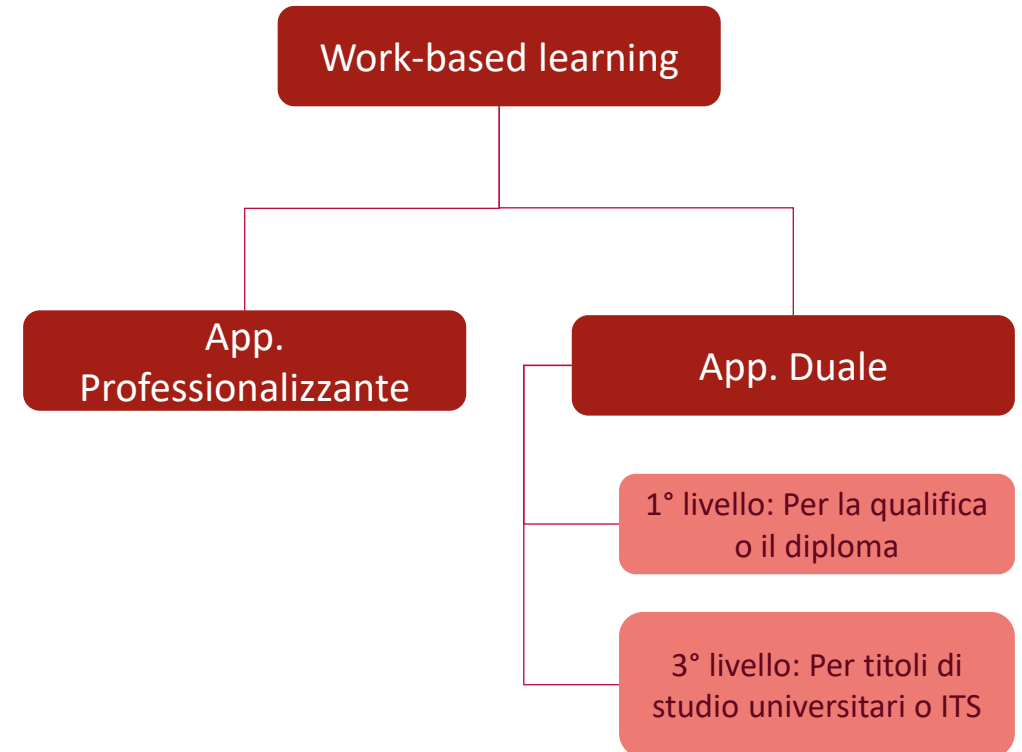 Work-based learning
App.
Professionalizzante
App. Duale
1° livello: Per la qualifica
o il diploma
3° livello: Per titoli di
studio universitari o ITS